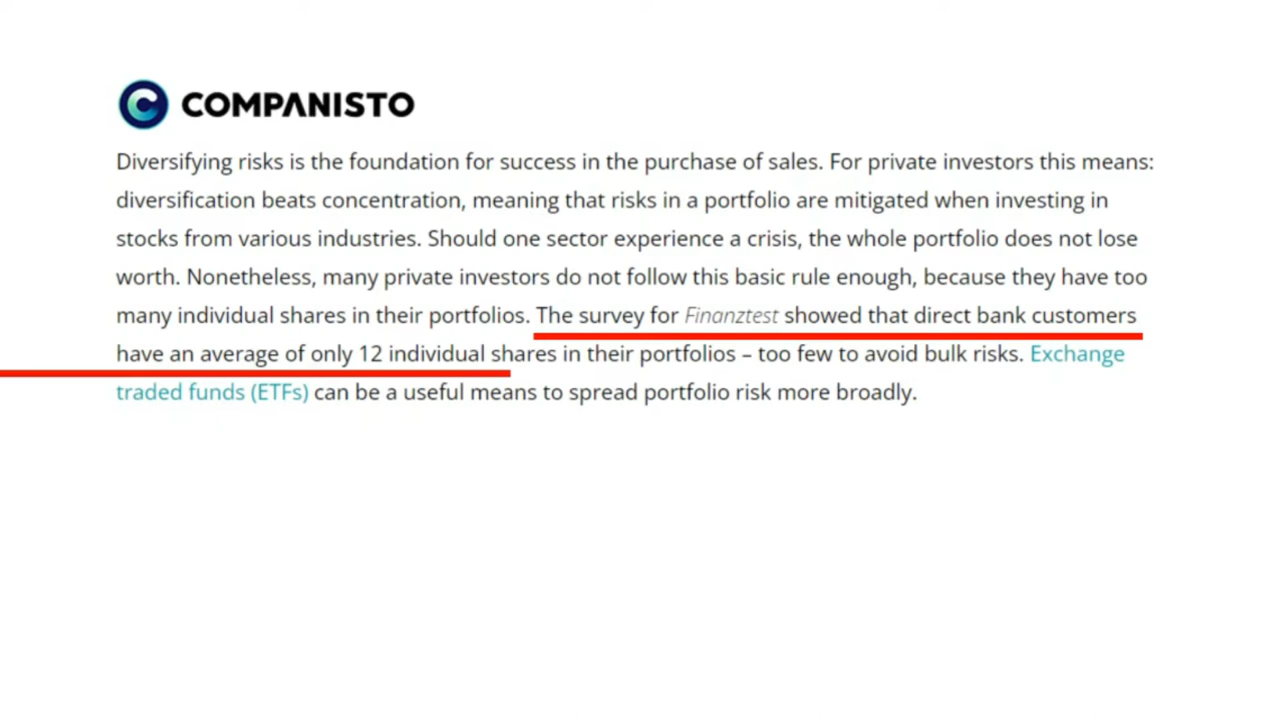 COMPANISTO
Diversifying risks is the foundation for success in the purchase of sales. For private investors this means:
diversification beats concentration, meaning that risks in a portfolio are mitigated when investing in
stocks from various industries. Should one sector experience a crisis, the whole portfolio does not lose
worth. Nonetheless, many private investors do not follow this basic rule enough, because they have too
many individual shares in their portfolios. The survey for Finanztest showed that direct bank customers
have an average of only 12 individual shares in their portfolios – too few to avoid bulk risks. Exchange
traded funds (ETFs) can be a useful means to spread portfolio risk more broadly.